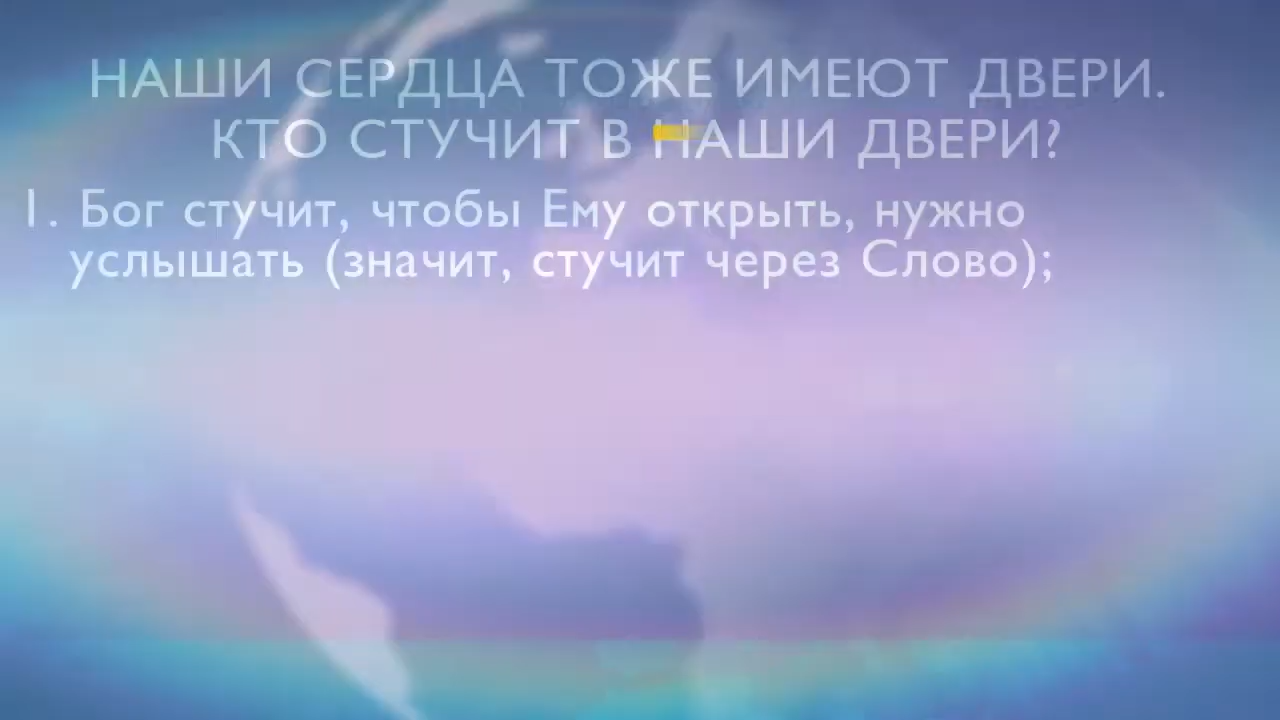 НАШИ СЕРДЦА ТОЖЕ ИМЕЮТ ДВЕРИ.
КТО СТУЧИТ В НАШИ ДВЕРИ?
1. Бог стучит, чтобы Ему открыть, нужно
услышать (значит, стучит через Слово);